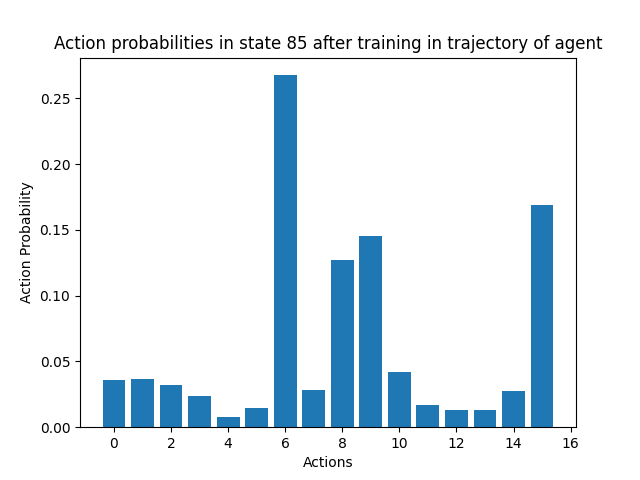 Action probabilities in state 85 after training in trajectory of agent
Action Probability
0.25
0.20
0.15
0.10
0.05
0.00
0 2 4 6 8 10 12 14 16
Actions